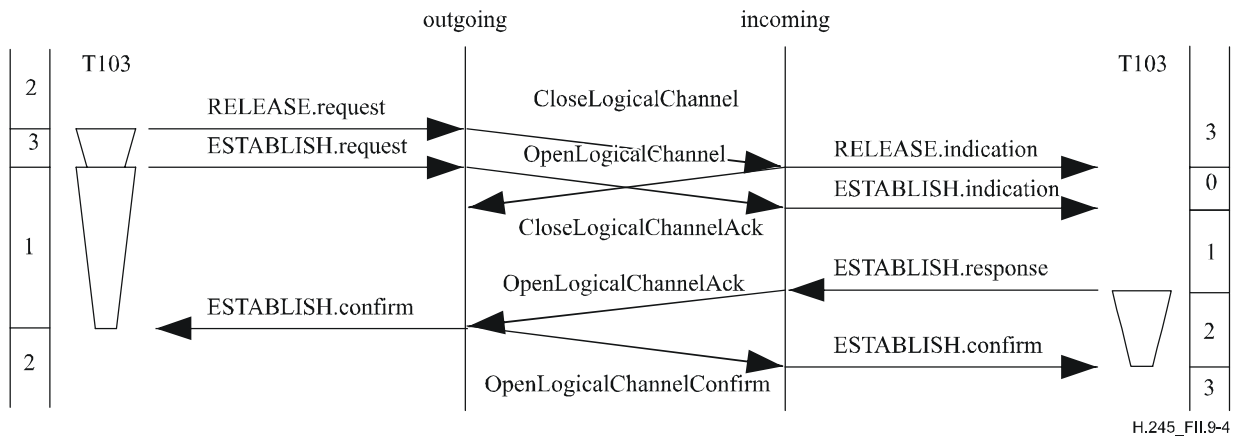 outgoing incoming
T103 T103
2
CloseLogicalChannel
RELEASE.request
3 3
ESTABLISH.request OpenLogicalChannel RELEASE.indication
0
ESTABLISH.indication
CloseLogicalChannelAck
1 1
ESTABLISH.response
OpenLogicalChannelAck
ESTABLISH.confirm
2
ESTABLISH.confirm
2
OpenLogicalChannelConfirm
3
H.245_FII.9-4